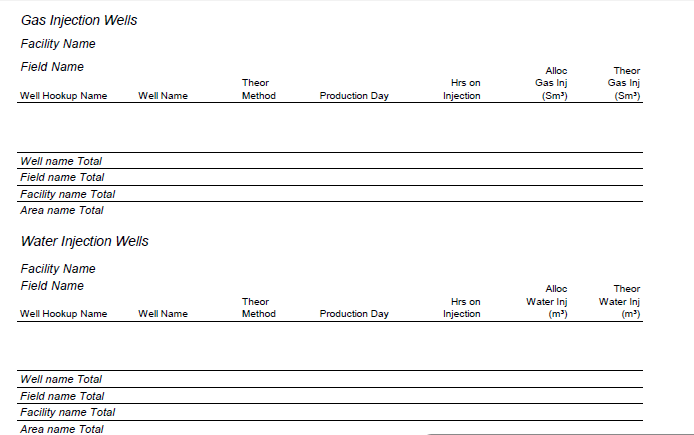 Gas Injection Wells
Facility Name
Field Name
Alloc Theor
Theor Hrs on Gas Inj Gas Inj
Well Hookup Name Well Name Method Production Day Injection (Sm³) (Sm³)
Well name Total
Field name Total
Facility name Total
Area name Total
Water Injection Wells
Facility Name
Field Name
Alloc Theor
Theor Hrs on Water Inj Water Inj
Well Hookup Name Well Name Method Production Day Injection (m³) (m³)
Well name Total
Field name Total
Facility name Total
Area name Total